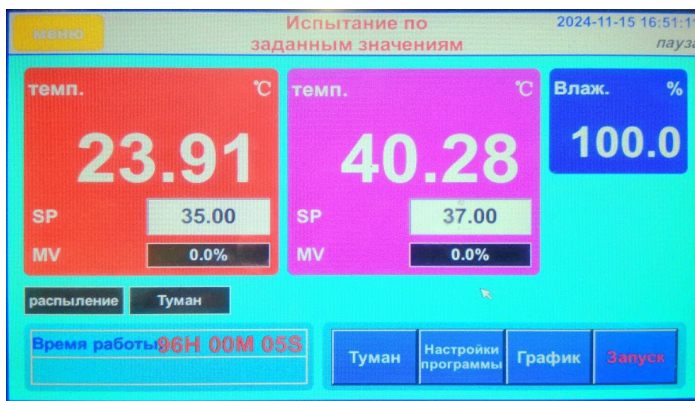 меню
Испытание по
заданным значениям
2024-11-15 16:51:1
пауза
темп. ℃
23.91
SP 35.00
MV 0.0%
темп. ℃
40.28
SP 37.00
MV 0.0%
Влаж. %
100.0
распыление
Туман
Время работы 96H 00M 05S
Туман
Настройки
программы
График
Запуск